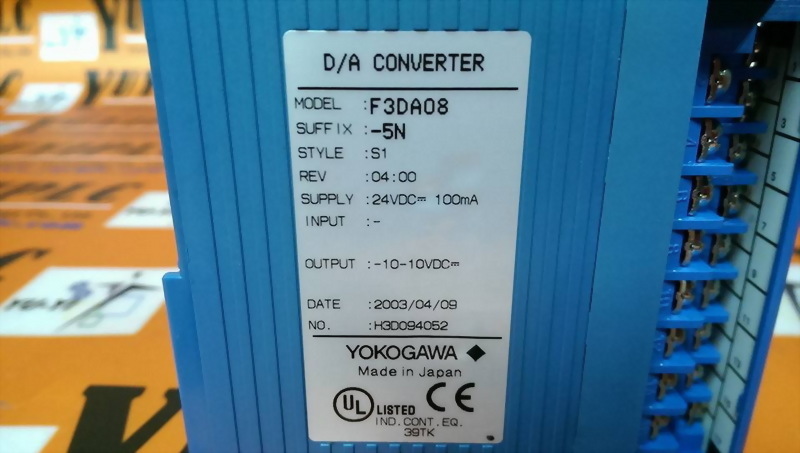 D/A CONVERTER
MODEL :F3DA08
SUFFIX :-5N
STYLE :S1
REV :04:00
SUPPLY :24VDC⎓ 100mA
INPUT :-
OUTPUT :-10-10VDC⎓
DATE :2003/04/09
NO. :H3D094052
YOKOGAWA ◆
Made in Japan
UL LISTED CE
IND.CONT.EQ.
39TK